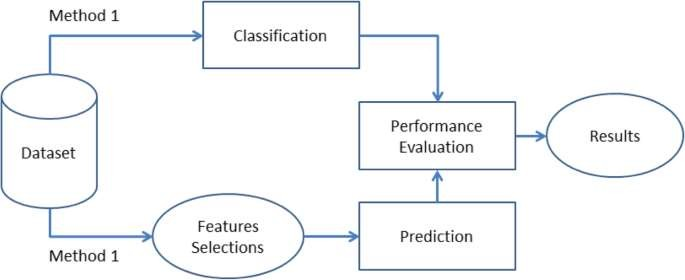 Method 1
Classification
Dataset
Performance
Evaluation
Results
Method 1
Features
Selections
Prediction